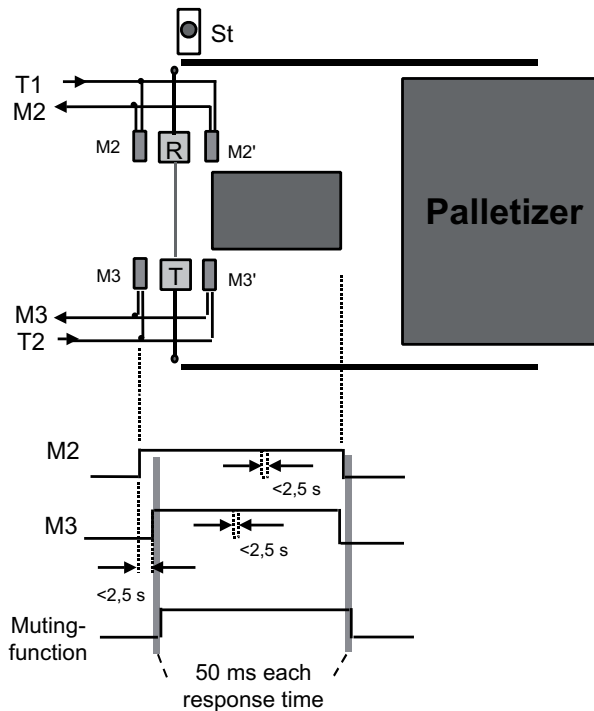 St
T1
M2
M2
R
M2'
Palletizer
M3
T
M3'
M3
T2
M2
<2,5 s
M3
<2,5 s
<2,5 s
Muting-
function
50 ms each
response time